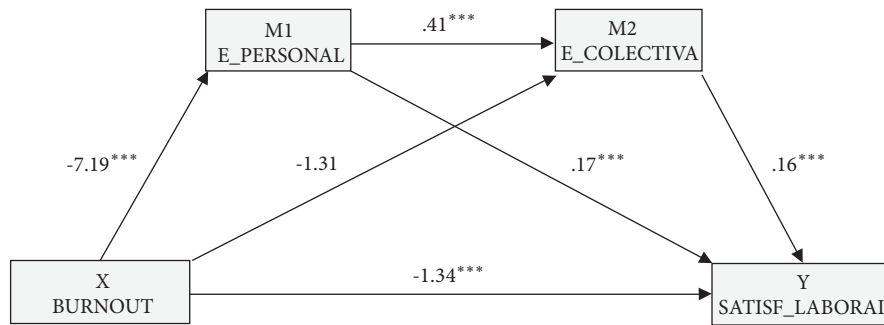 M1
E_PERSONAL
.41***
M2
E_COLECTIVA
-7.19***
-1.31
.17***
.16***
X
BURNOUT
-1.34***
Y
SATISF_LABORAL